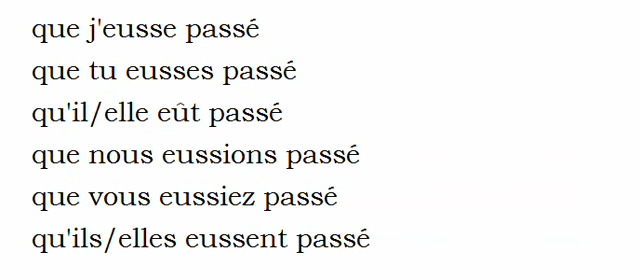 que j'eusse passé
que tu eusses passé
qu'il/elle eût passé
que nous eussions passé
que vous eussiez passé
qu'ils/elles eussent passé